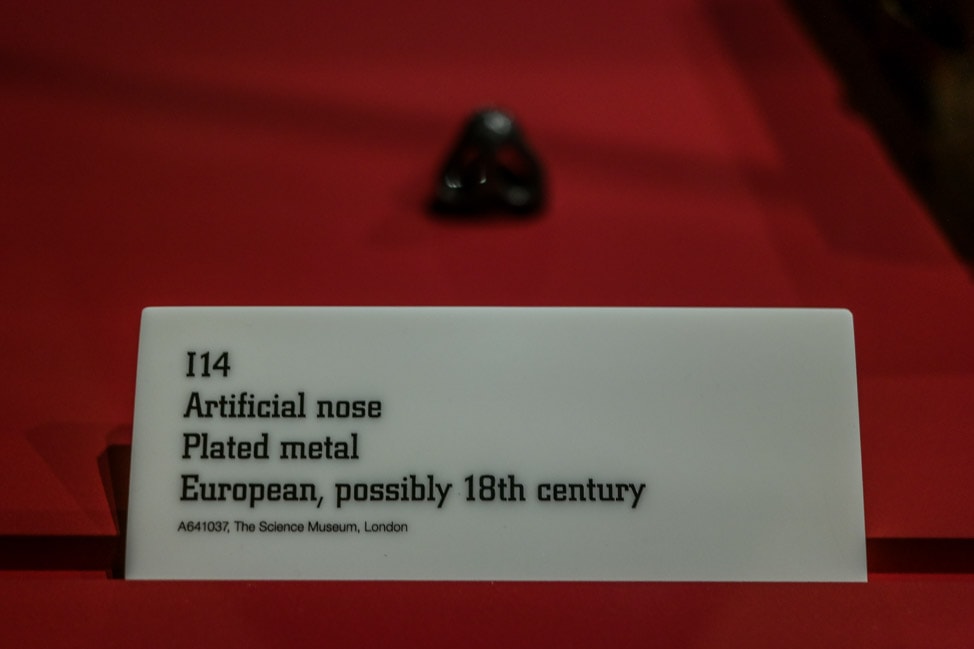 I14
Artificial nose
Plated metal
European, possibly 18th century
A641037, The Science Museum, London